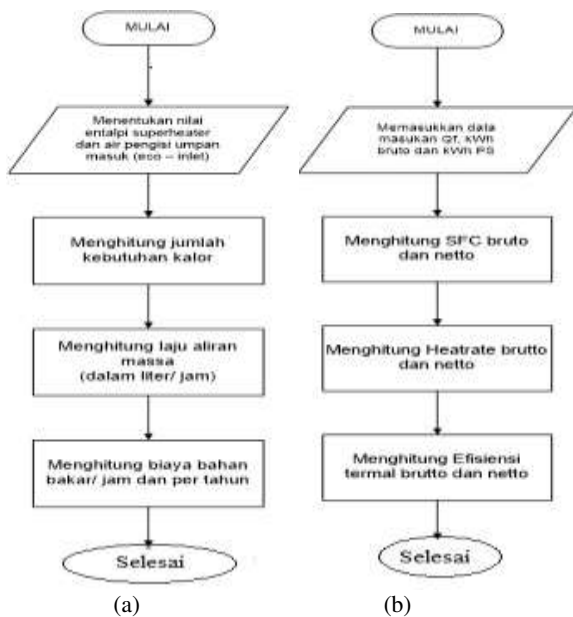 MULAI
Menentukan nilai
entalpi superheater
dan air pengisi umpan
masuk (eco – inlet)
Menghitung jumlah
kebutuhan kalor
Menghitung laju aliran
massa
(dalam liter/ jam)
Menghitung biaya bahan
bakar/ jam dan per tahun
Selesai
(a)
MULAI
Memasukkan data
masukan Qf, kWh
bruto dan kWh PS
Menghitung SFC bruto
dan netto
Menghitung Heatrate brutto
dan netto
Menghitung Efisiensi
termal brutto dan netto
Selesai
(b)